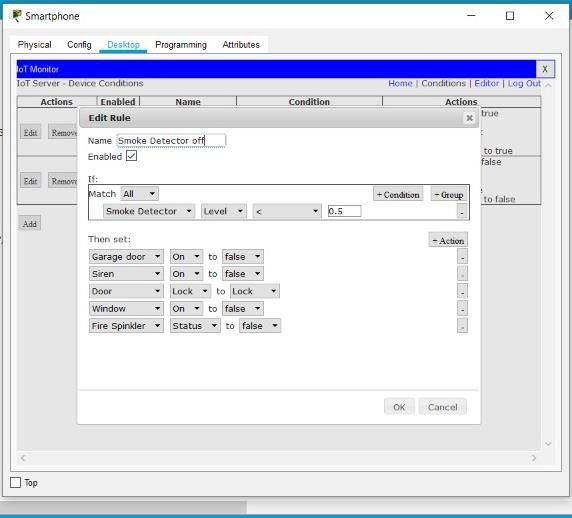 Smartphone
Physical Config Desktop Programming Attributes
IoT Monitor X
IoT Server - Device Conditions Home | Conditions | Editor | Log Out
Actions Enabled Name Condition Actions
true
Edit Remove
to true
false
Edit Remov
to false
Add
Edit Rule
Name Smoke Detector off
Enabled
If:
Match All + Condition + Group
Smoke Detector Level < 0.5 -
Then set: + Action
Garage door On to false -
Siren On to false -
Door Lock to Lock -
Window On to false -
Fire Spinkler Status to false -
OK Cancel
Top